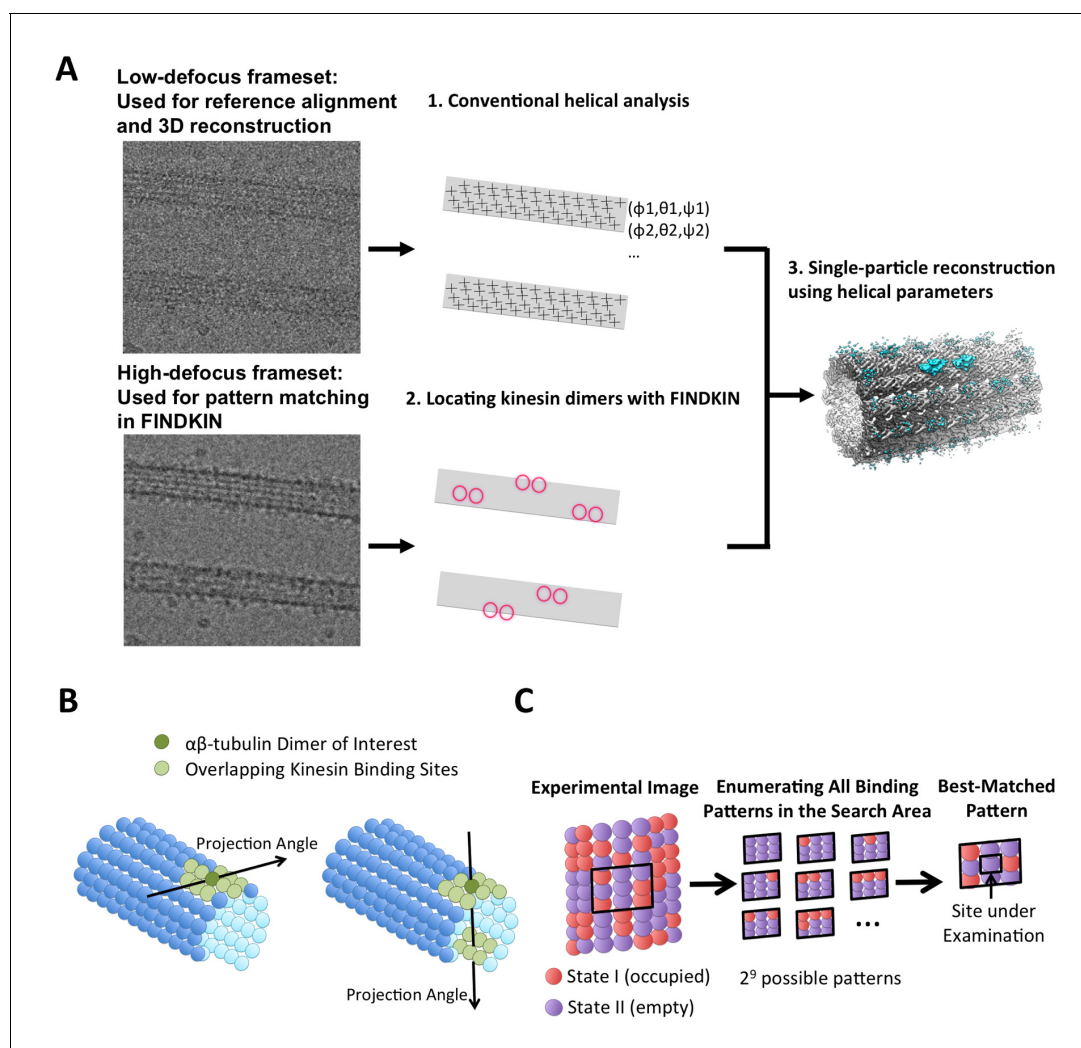 A
Low-defocus frameset:
Used for reference alignment
and 3D reconstruction
1. Conventional helical analysis
(ϕ1,θ1,ψ1)
(ϕ2,θ2,ψ2)
...
3. Single-particle reconstruction
using helical parameters
High-defocus frameset:
Used for pattern matching
in FINDKIN
2. Locating kinesin dimers with FINDKIN
B
αβ-tubulin Dimer of Interest
Overlapping Kinesin Binding Sites
Projection Angle
Projection Angle
C
Experimental Image
Enumerating All Binding
Patterns in the Search Area
Best-Matched
Pattern
...
Site under
Examination
State I (occupied)
State II (empty)
2⁹ possible patterns